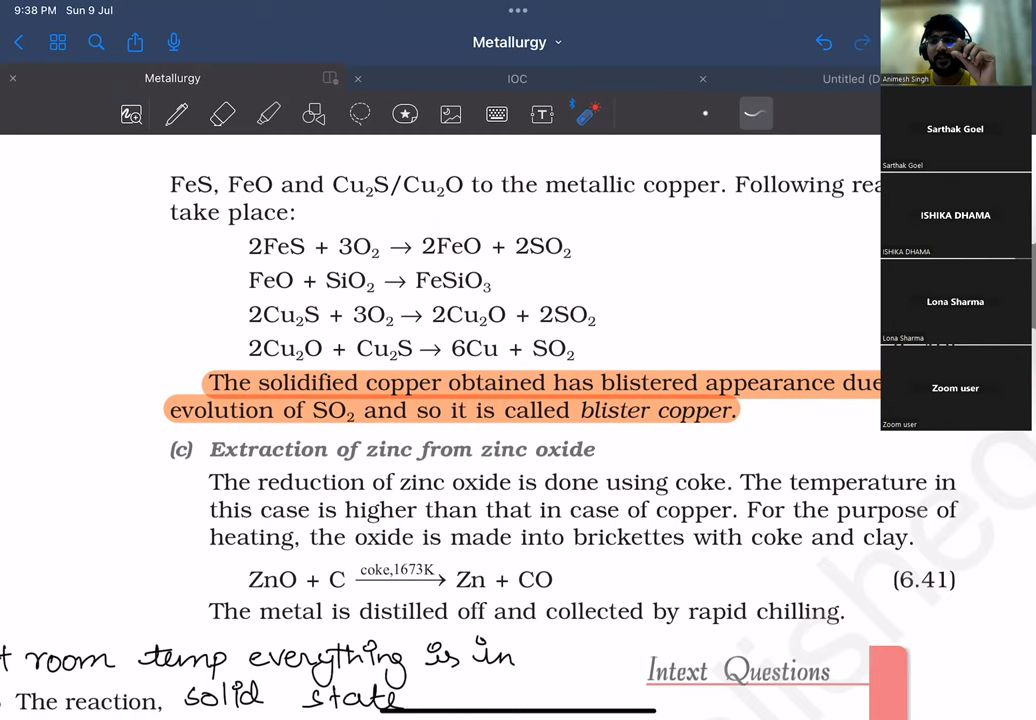 9:38 PM Sun 9 Jul
Metallurgy
Metallurgy
IOC
Untitled (D
Animesh Singh
Sarthak Goel
Sarthak Goel
ISHIKA DHAMA
ISHIKA DHAMA
Lona Sharma
Lona Sharma
Zoom user
Zoom user
FeS, FeO and Cu₂S/Cu₂O to the metallic copper. Following rea
take place:
2FeS + 3O₂ → 2FeO + 2SO₂
FeO + SiO₂ → FeSiO₃
2Cu₂S + 3O₂ → 2Cu₂O + 2SO₂
2Cu₂O + Cu₂S → 6Cu + SO₂
The solidified copper obtained has blistered appearance due
evolution of SO₂ and so it is called blister copper.
(c) Extraction of zinc from zinc oxide
The reduction of zinc oxide is done using coke. The temperature in
this case is higher than that in case of copper. For the purpose of
heating, the oxide is made into brickettes with coke and clay.
coke,1673K
ZnO + C → Zn + CO (6.41)
The metal is distilled off and collected by rapid chilling.
t room temp everything is in
solid state
Intext Questions
The reaction,